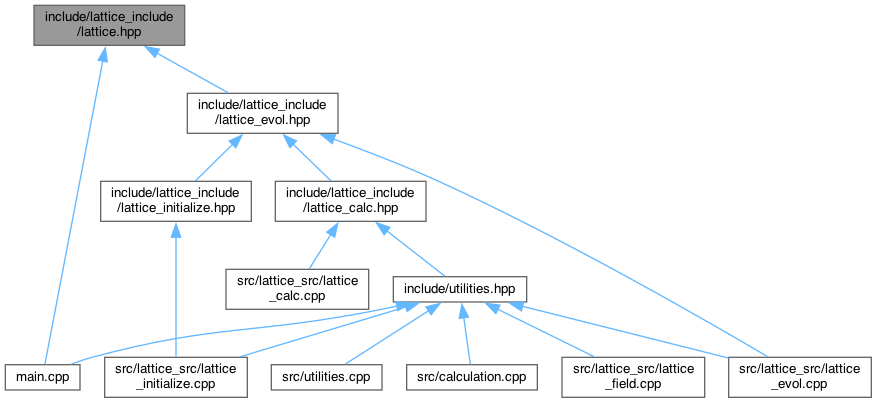 include/lattice_include
/lattice.hpp
include/lattice_include
/lattice_evol.hpp
include/lattice_include
/lattice_initialize.hpp
include/lattice_include
/lattice_calc.hpp
src/lattice_src/lattice
_calc.cpp
include/utilities.hpp
main.cpp
src/lattice_src/lattice
_initialize.cpp
src/utilities.cpp
src/calculation.cpp
src/lattice_src/lattice
_field.cpp
src/lattice_src/lattice
_evol.cpp